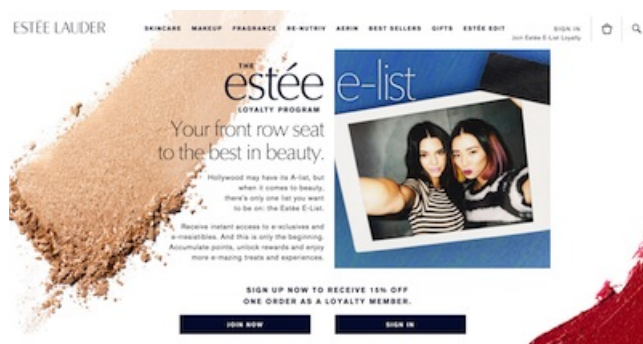 ESTĒE LAUDER
SKINCARE MAKEUP FRAGRANCE RE-NUTRIV AERIN BEST SELLERS GIFTS ESTĒE EDIT
SIGN IN
Join Estée E-List Loyalty
THE
estée e-list
LOYALTY PROGRAM
Your front row seat
to the best in beauty.
Hollywood may have its A-list, but
when it comes to beauty,
there's only one list you want
to be on: the Estée E-List.
Receive instant access to e-xclusives and
e-rresistibles. And this is only the beginning.
Accumulate points, unlock rewards and enjoy
more e-mazing treats and experiences.
SIGN UP NOW TO RECEIVE 15% OFF
ONE ORDER AS A LOYALTY MEMBER.
JOIN NOW SIGN IN